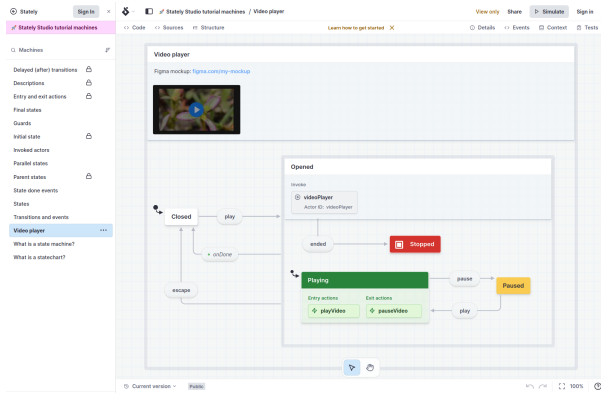 Stately
Sign In
Stately Studio tutorial machines
Machines
Delayed (after) transitions
Descriptions
Entry and exit actions
Final states
Guards
Initial state
Invoked actors
Parallel states
Parent states
State done events
States
Transitions and events
Video player
What is a state machine?
What is a statechart?
Stately Studio tutorial machines / Video player
View only
Share
Simulate
Sign in
Code
Sources
Structure
Learn how to get started
Details
Events
Context
Tests
Video player
Figma mockup: figma.com/my-mockup
Opened
Invoke
videoPlayer
Actor ID: videoPlayer
Closed
play
ended
Stopped
onDone
escape
Playing
Entry actions
Exit actions
playVideo
pauseVideo
pause
Paused
play
Current version
Public
100%